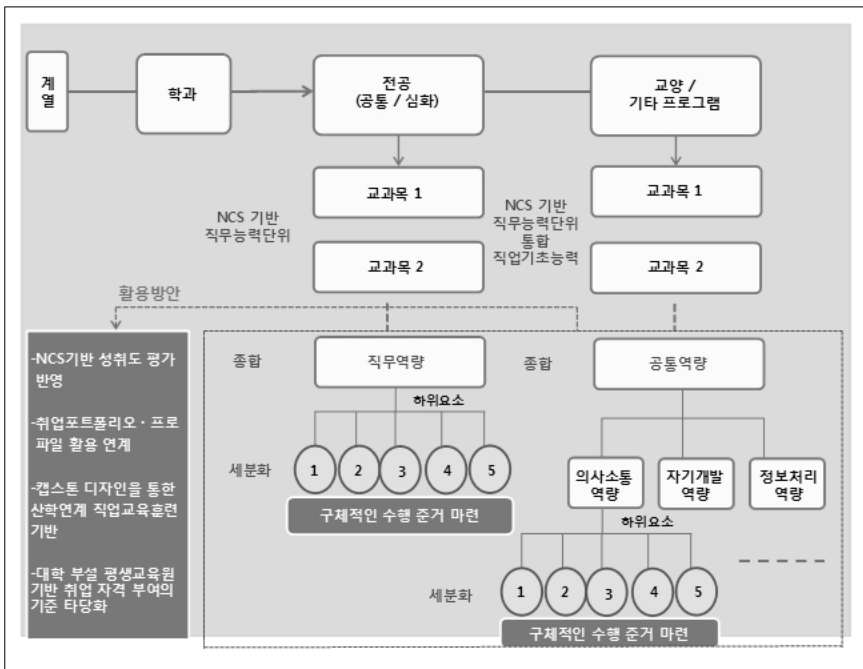 계
열
학과
전공
(공통 / 심화)
교양 /
기타 프로그램
교과목 1
교과목 1
NCS 기반
직무능력단위
NCS 기반
직무능력단위
통합
직업기초능력
교과목 2
교과목 2
활용방안
-NCS기반 성취도 평가
반영
-취업포트폴리오 · 프로
파일 활용 연계
-캡스톤 디자인을 통한
산학연계 직업교육훈련
기반
-대학 부설 평생교육원
기반 취업 자격 부여의
기준 타당화
종합
직무역량
종합
공통역량
하위요소
세분화
1 2 3 4 5
구체적인 수행 준거 마련
의사소통
역량
자기개발
역량
정보처리
역량
하위요소
세분화
1 2 3 4 5
구체적인 수행 준거 마련